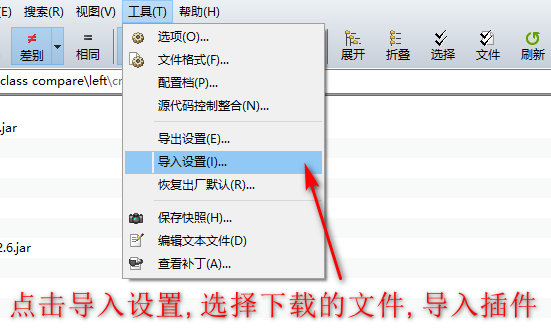 (E) 搜索(R) 视图(V) 工具(T) 帮助(H)
≠ = 
差别 相同 展开 折叠 选择 文件 刷新
选项(O)...
文件格式(F)...
配置档(P)...
源代码控制整合(N)...
导出设置(E)...
导入设置(I)...
恢复出厂默认(R)...
保存快照(H)...
编辑文本文件(D)
查看补丁(A)...
class compare\left\c
.jar
2.6.jar
点击导入设置,选择下载的文件,导入插件